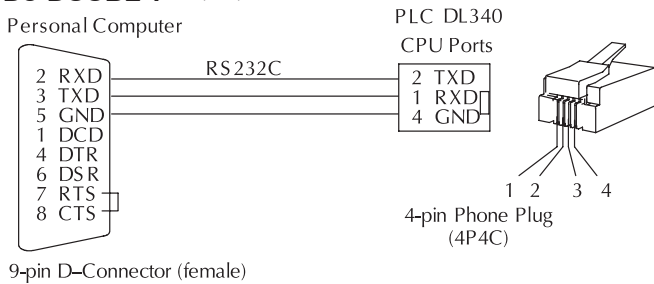 Personal Computer
PLC DL340
CPU Ports
RS232C
2 RXD
3 TXD
5 GND
1 DCD
4 DTR
6 DSR
7 RTS
8 CTS
2 TXD
1 RXD
4 GND
1 2 3 4
4-pin Phone Plug
(4P4C)
9-pin D–Connector (female)